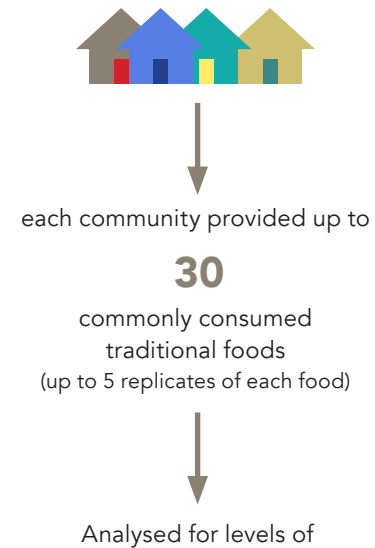 each community provided up to
30
commonly consumed
traditional foods
(up to 5 replicates of each food)
Analysed for levels of